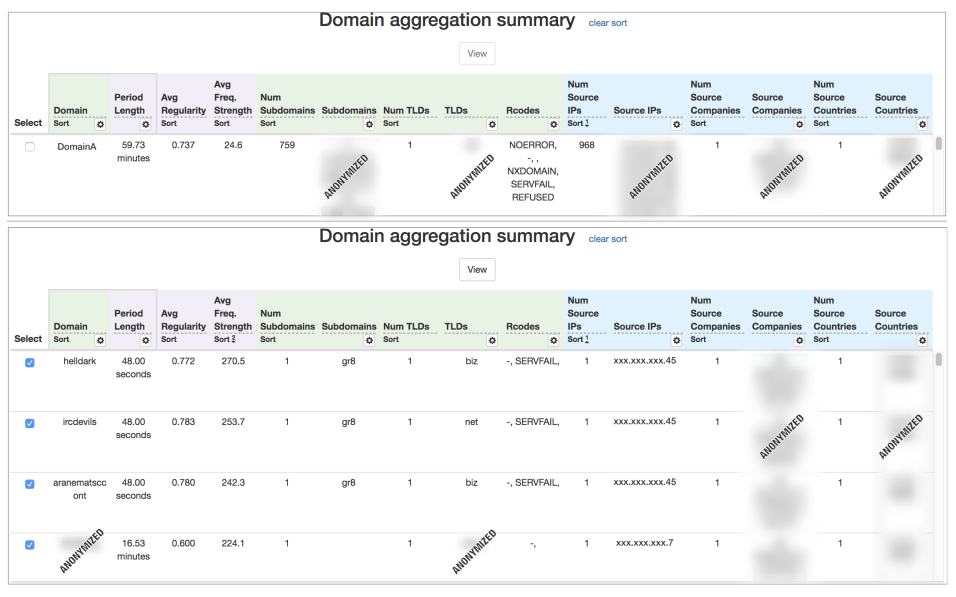 Domain aggregation summary clear sort
View
Select Domain Period Length Avg Regularity Avg Freq. Strength Num Subdomains Subdomains Num TLDs TLDs Rcodes Num Source IPs Source IPs Num Source Companies Source Companies Num Source Countries Source Countries
Sort Sort Sort Sort Sort Sort 1 Sort Sort
DomainA 59.73 minutes 0.737 24.6 759 ANONYMIZED 1 ANONYMIZED NOERROR, -, , NXDOMAIN, SERVFAIL, REFUSED 968 ANONYMIZED 1 ANONYMIZED 1 ANONYMIZED
Domain aggregation summary clear sort
View
Select Domain Period Length Avg Regularity Avg Freq. Strength Num Subdomains Subdomains Num TLDs TLDs Rcodes Num Source IPs Source IPs Num Source Companies Source Companies Num Source Countries Source Countries
Sort Sort Sort 2 Sort Sort Sort 1 Sort Sort
helldark 48.00 seconds 0.772 270.5 1 gr8 1 biz -, SERVFAIL, 1 xxx.xxx.xxx.45 1 1
ircdevils 48.00 seconds 0.783 253.7 1 gr8 1 net -, SERVFAIL, 1 xxx.xxx.xxx.45 1 ANONYMIZED 1 ANONYMIZED
aranematscc ont 48.00 seconds 0.780 242.3 1 gr8 1 biz -, SERVFAIL, 1 xxx.xxx.xxx.45 1 1
ANONYMIZED 16.53 minutes 0.600 224.1 1 1 ANONYMIZED -, 1 xxx.xxx.xxx.7 1 1